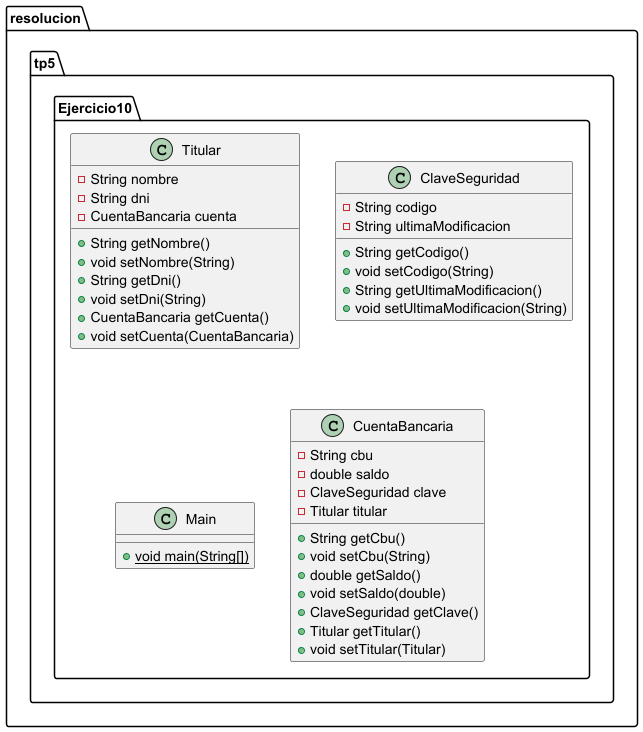 resolucion
tp5
Ejercicio10
C Titular
String nombre
String dni
CuentaBancaria cuenta
String getNombre()
void setNombre(String)
String getDni()
void setDni(String)
CuentaBancaria getCuenta()
void setCuenta(CuentaBancaria)
C ClaveSeguridad
String codigo
String ultimaModificacion
String getCodigo()
void setCodigo(String)
String getUltimaModificacion()
void setUltimaModificacion(String)
C Main
void main(String[])
C CuentaBancaria
String cbu
double saldo
ClaveSeguridad clave
Titular titular
String getCbu()
void setCbu(String)
double getSaldo()
void setSaldo(double)
ClaveSeguridad getClave()
Titular getTitular()
void setTitular(Titular)